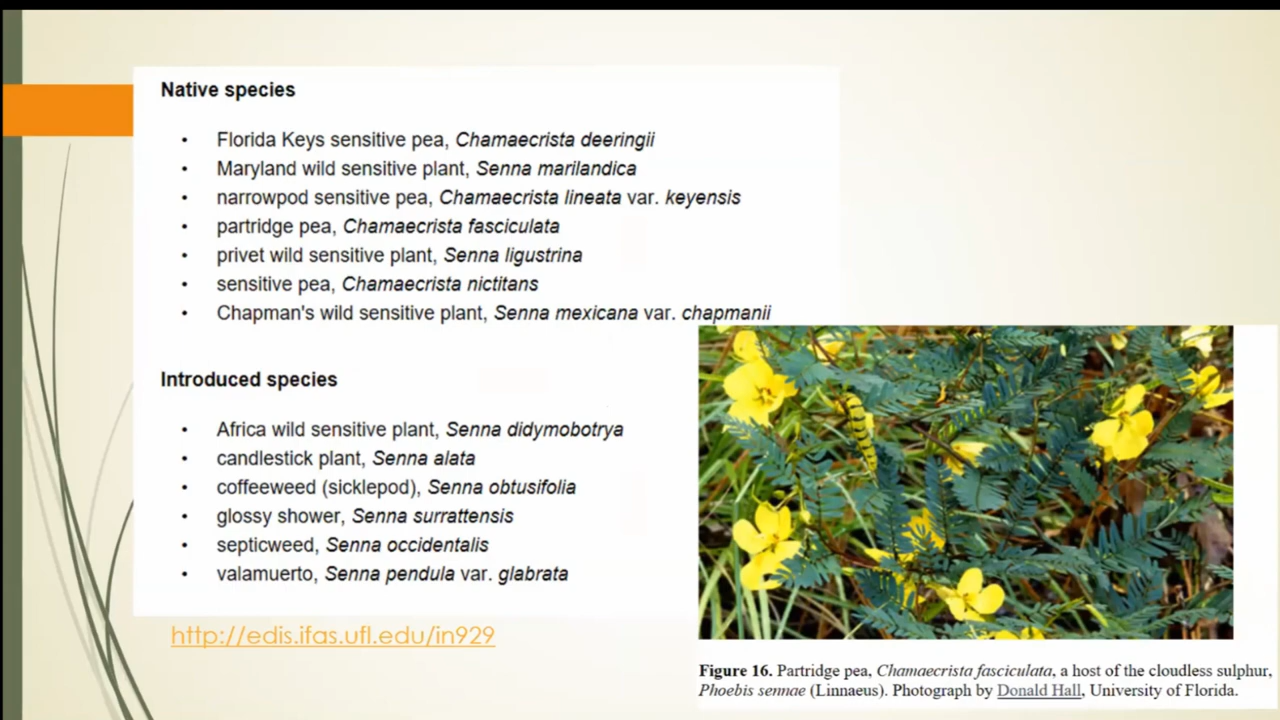 Native species
• Florida Keys sensitive pea, Chamaecrista deeringii
• Maryland wild sensitive plant, Senna marilandica
• narrowpod sensitive pea, Chamaecrista lineata var. keyensis
• partridge pea, Chamaecrista fasciculata
• privet wild sensitive plant, Senna ligustrina
• sensitive pea, Chamaecrista nictitans
• Chapman's wild sensitive plant, Senna mexicana var. chapmanii
Introduced species
• Africa wild sensitive plant, Senna didymobotrya
• candlestick plant, Senna alata
• coffeeweed (sicklepod), Senna obtusifolia
• glossy shower, Senna surrattensis
• septicweed, Senna occidentalis
• valamuerto, Senna pendula var. glabrata
http://edis.ifas.ufl.edu/in929
Figure 16. Partridge pea, Chamaecrista fasciculata, a host of the cloudless sulphur,
Phoebis sennae (Linnaeus). Photograph by Donald Hall, University of Florida.